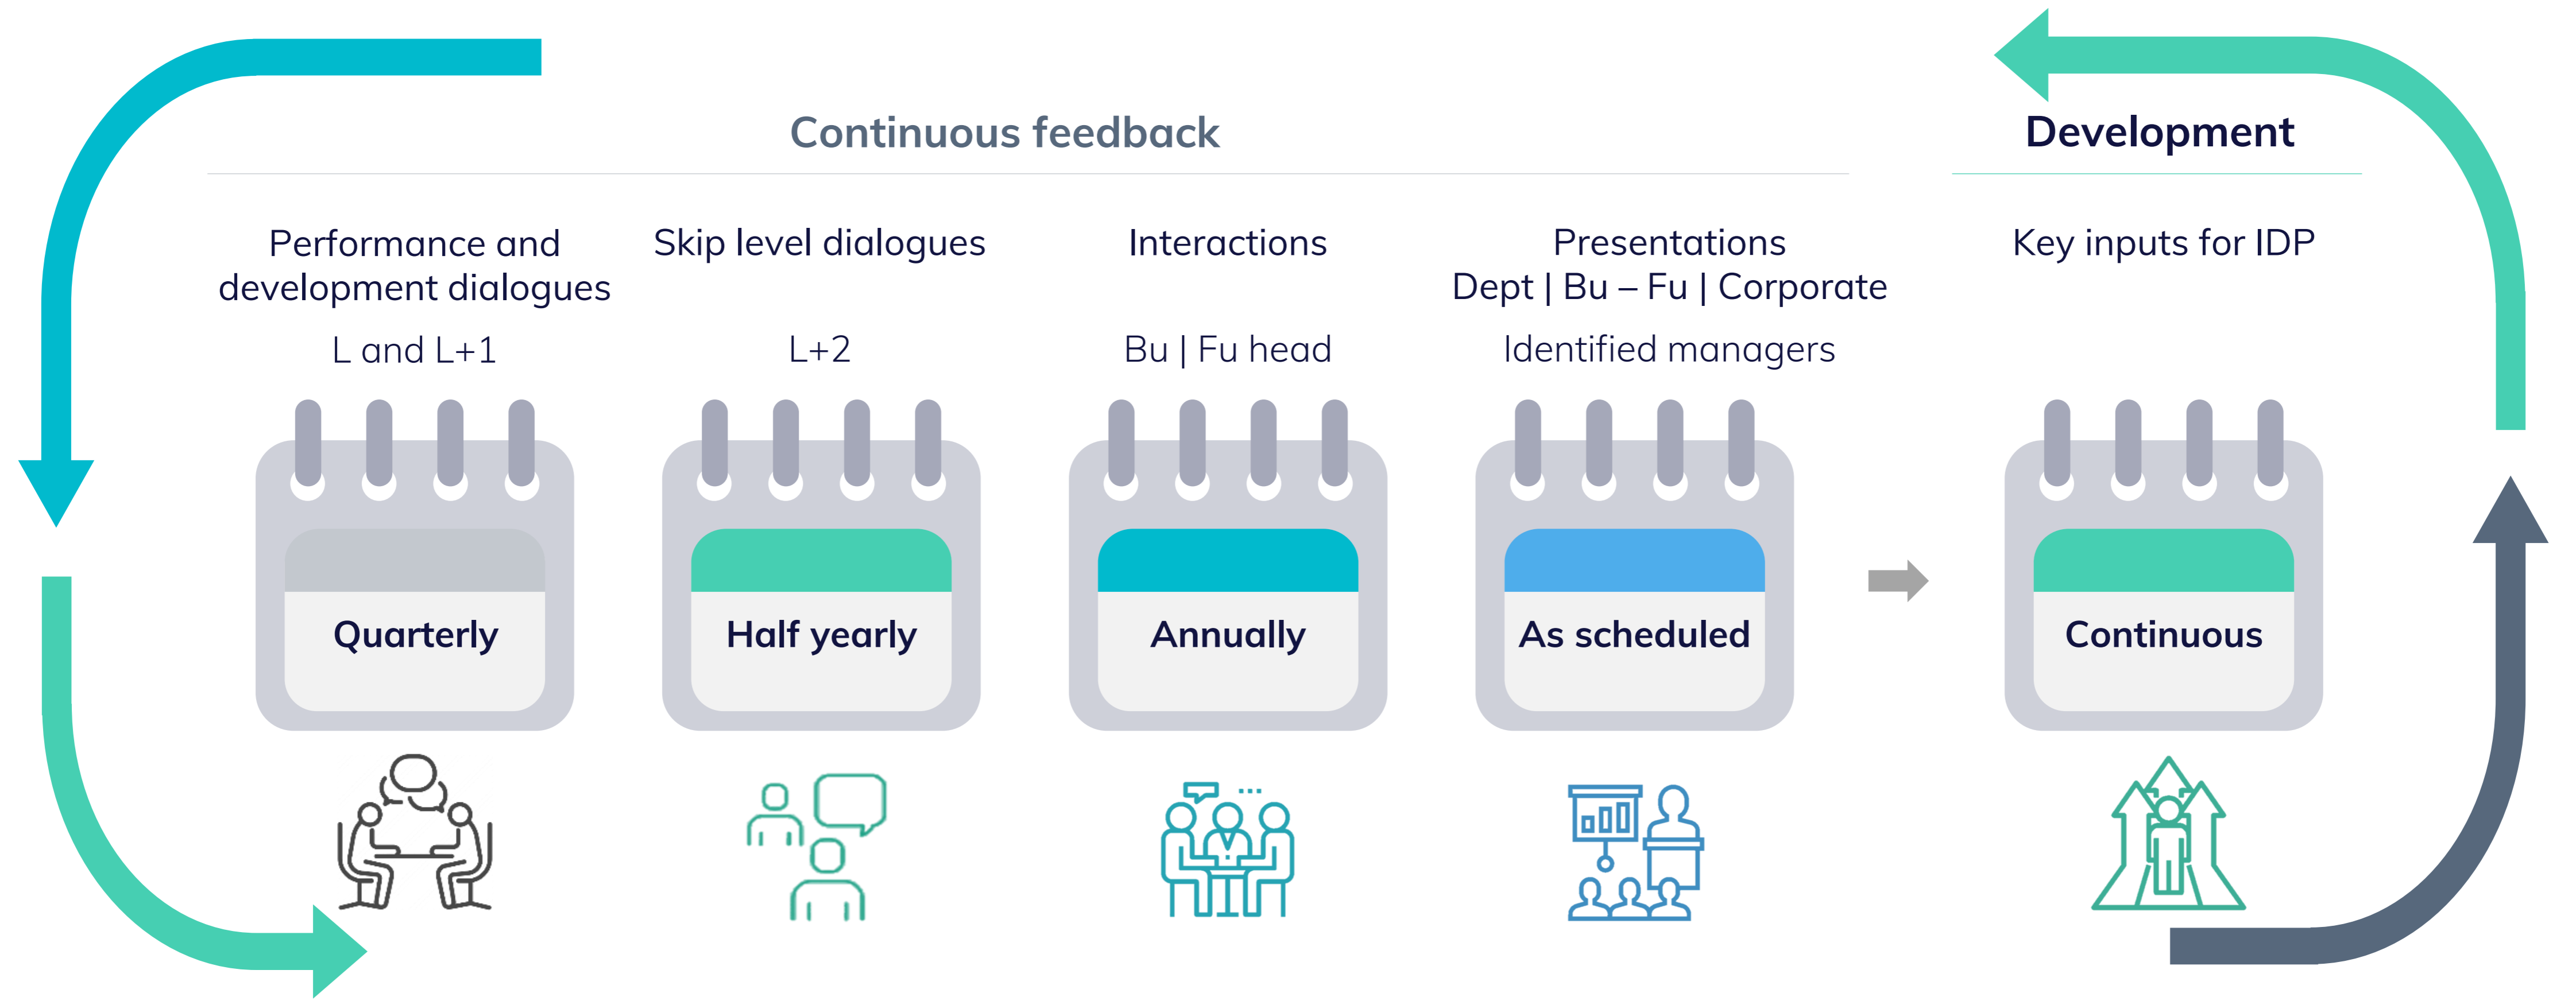 Continuous feedback
Development
Performance and
development dialogues
L and L+1
Skip level dialogues
L+2
Interactions
Bu | Fu head
Presentations
Dept | Bu – Fu | Corporate
Identified managers
Key inputs for IDP
Quarterly
Half yearly
Annually
As scheduled
Continuous